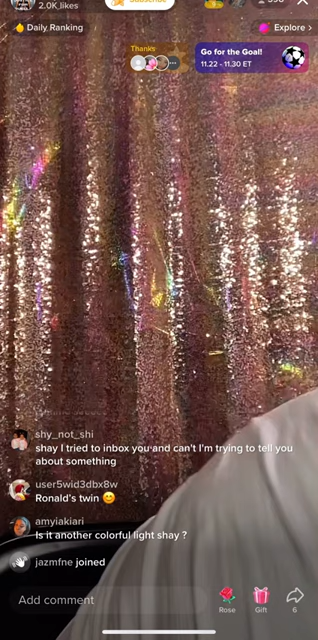 2.0K likes
Subscribe
Daily Ranking
Explore >
Thanks
Go for the Goal!
11.22 - 11.30 ET
shy_not_shi
shay I tried to inbox you and can't I'm trying to tell you
about something
user5wid3dbx8w
Ronald's twin 😊
amyiakiari
Is it another colorful light shay ?
jazmfne joined
Add comment
Rose
Gift
6